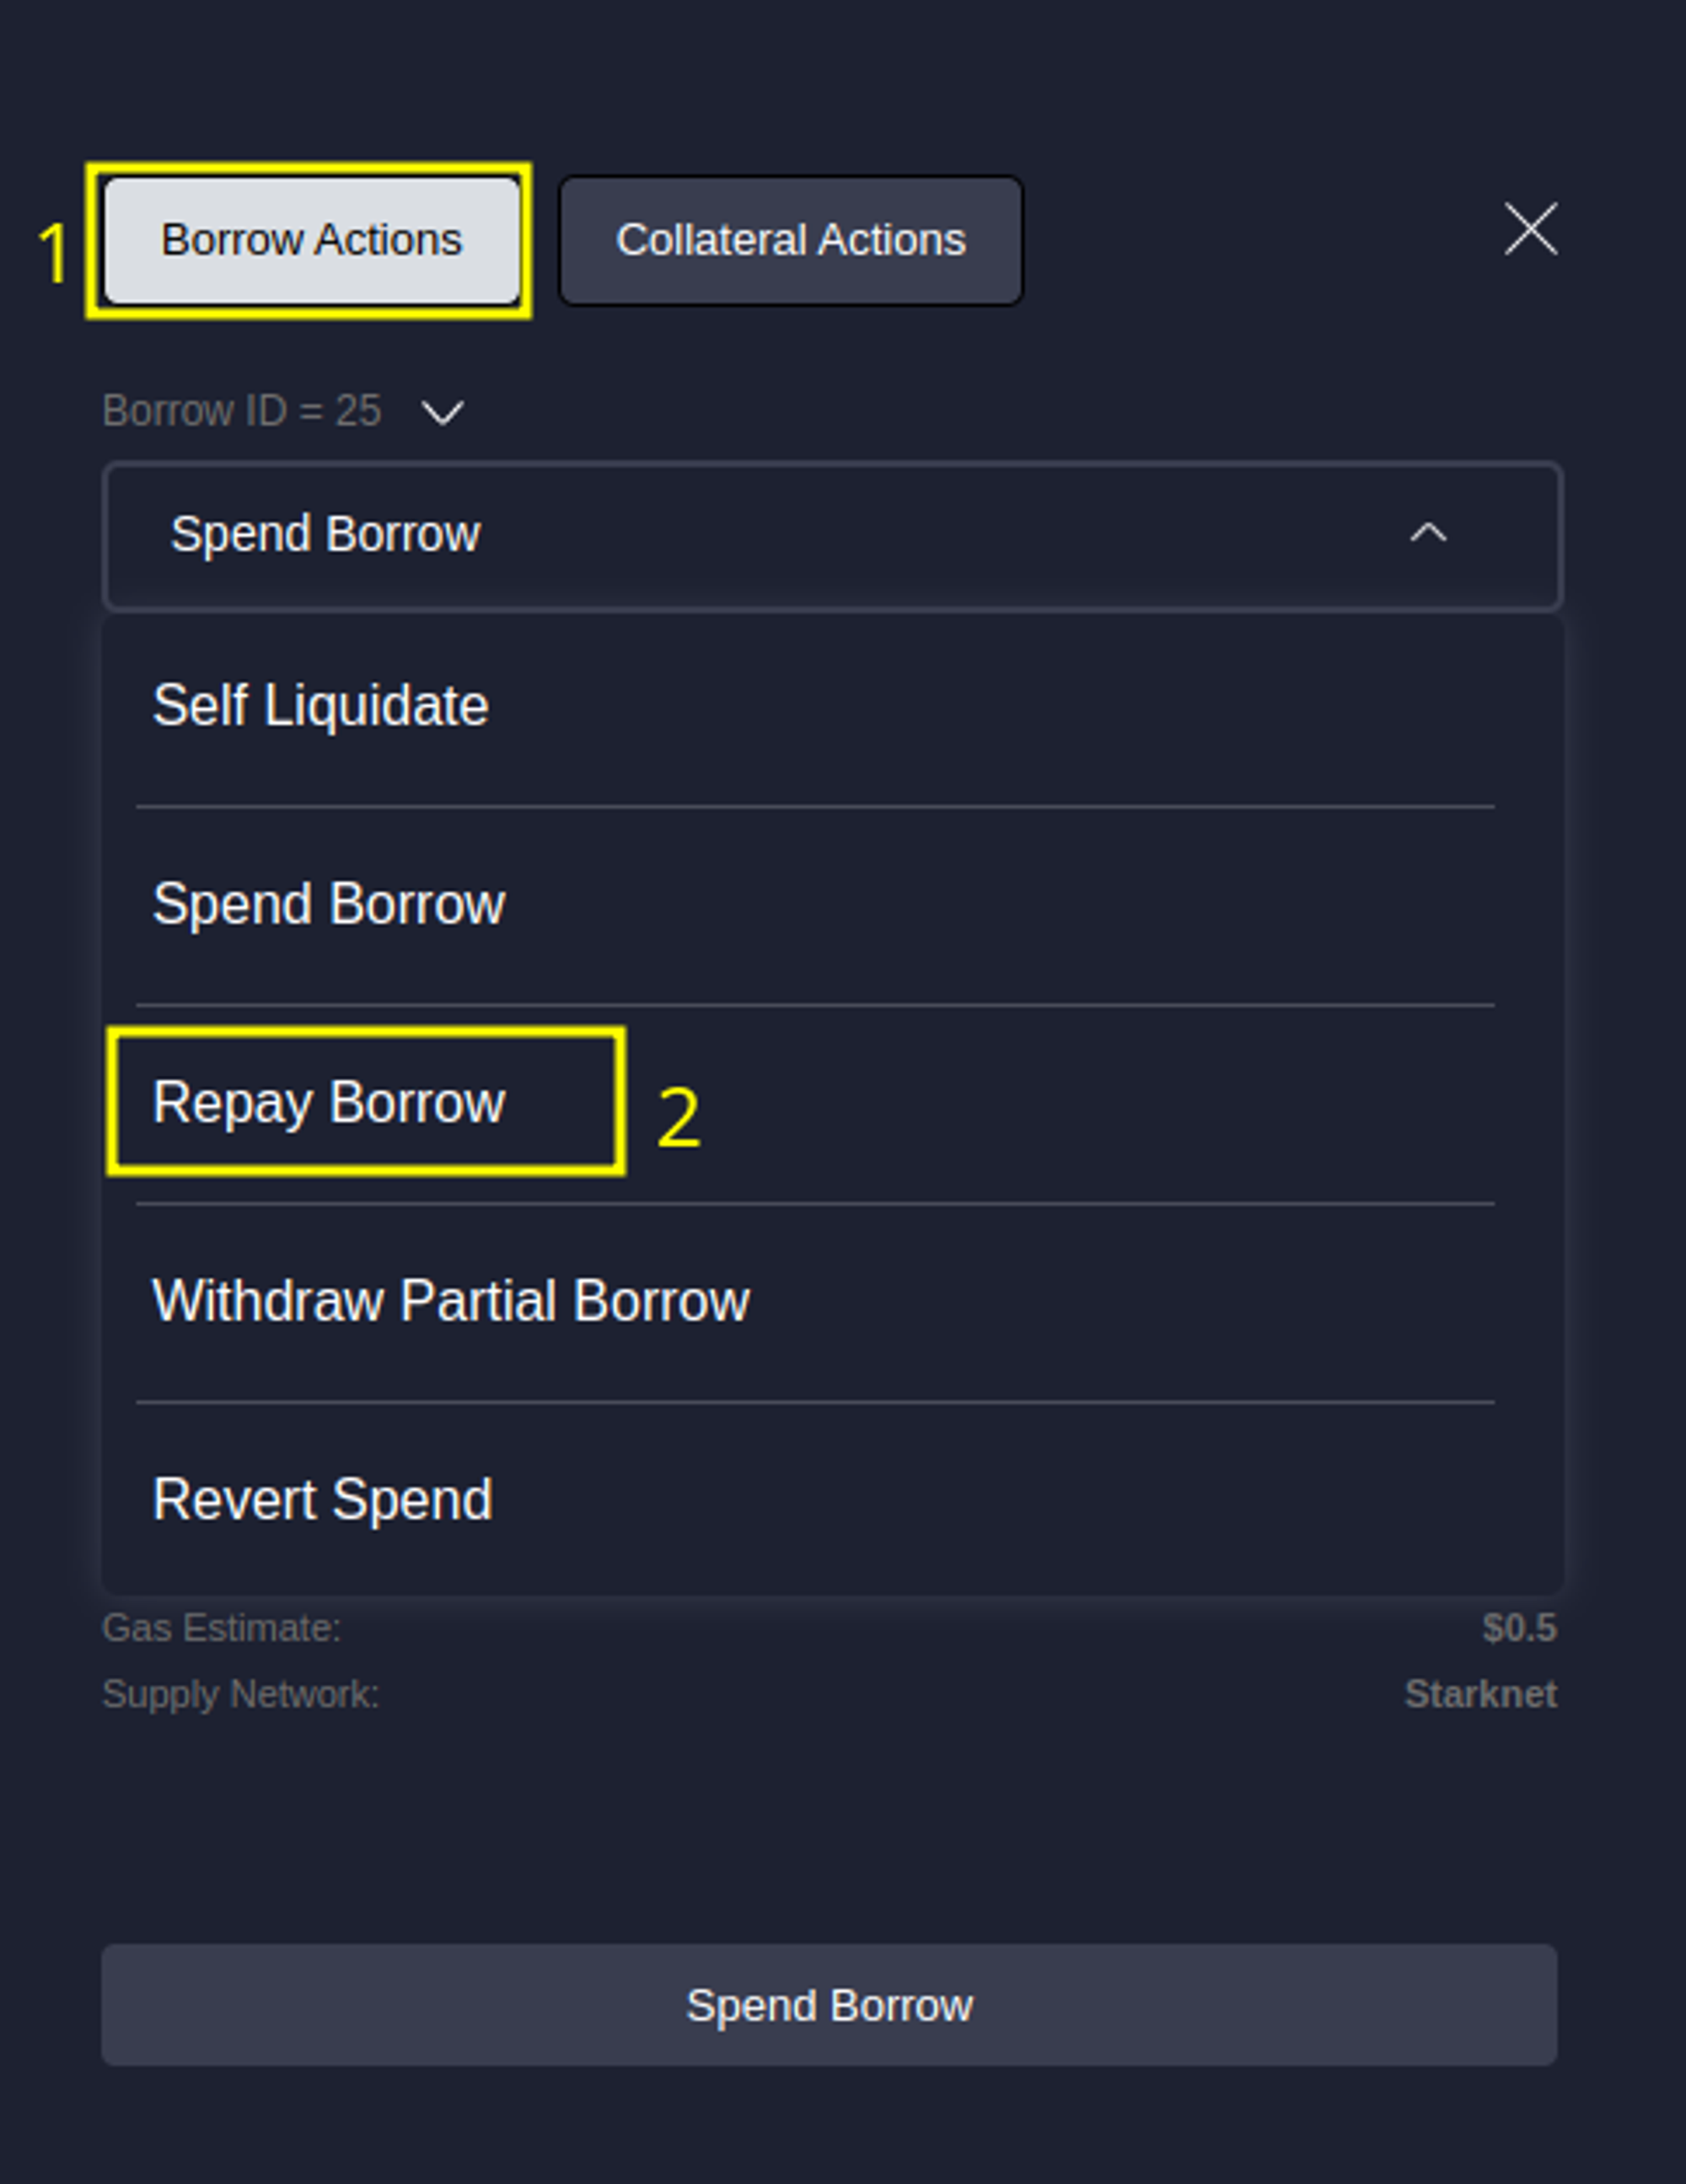 1 Borrow Actions Collateral Actions
Borrow ID = 25
Spend Borrow
Self Liquidate
Spend Borrow
Repay Borrow 2
Withdraw Partial Borrow
Revert Spend
Gas Estimate: $0.5
Supply Network: Starknet
Spend Borrow